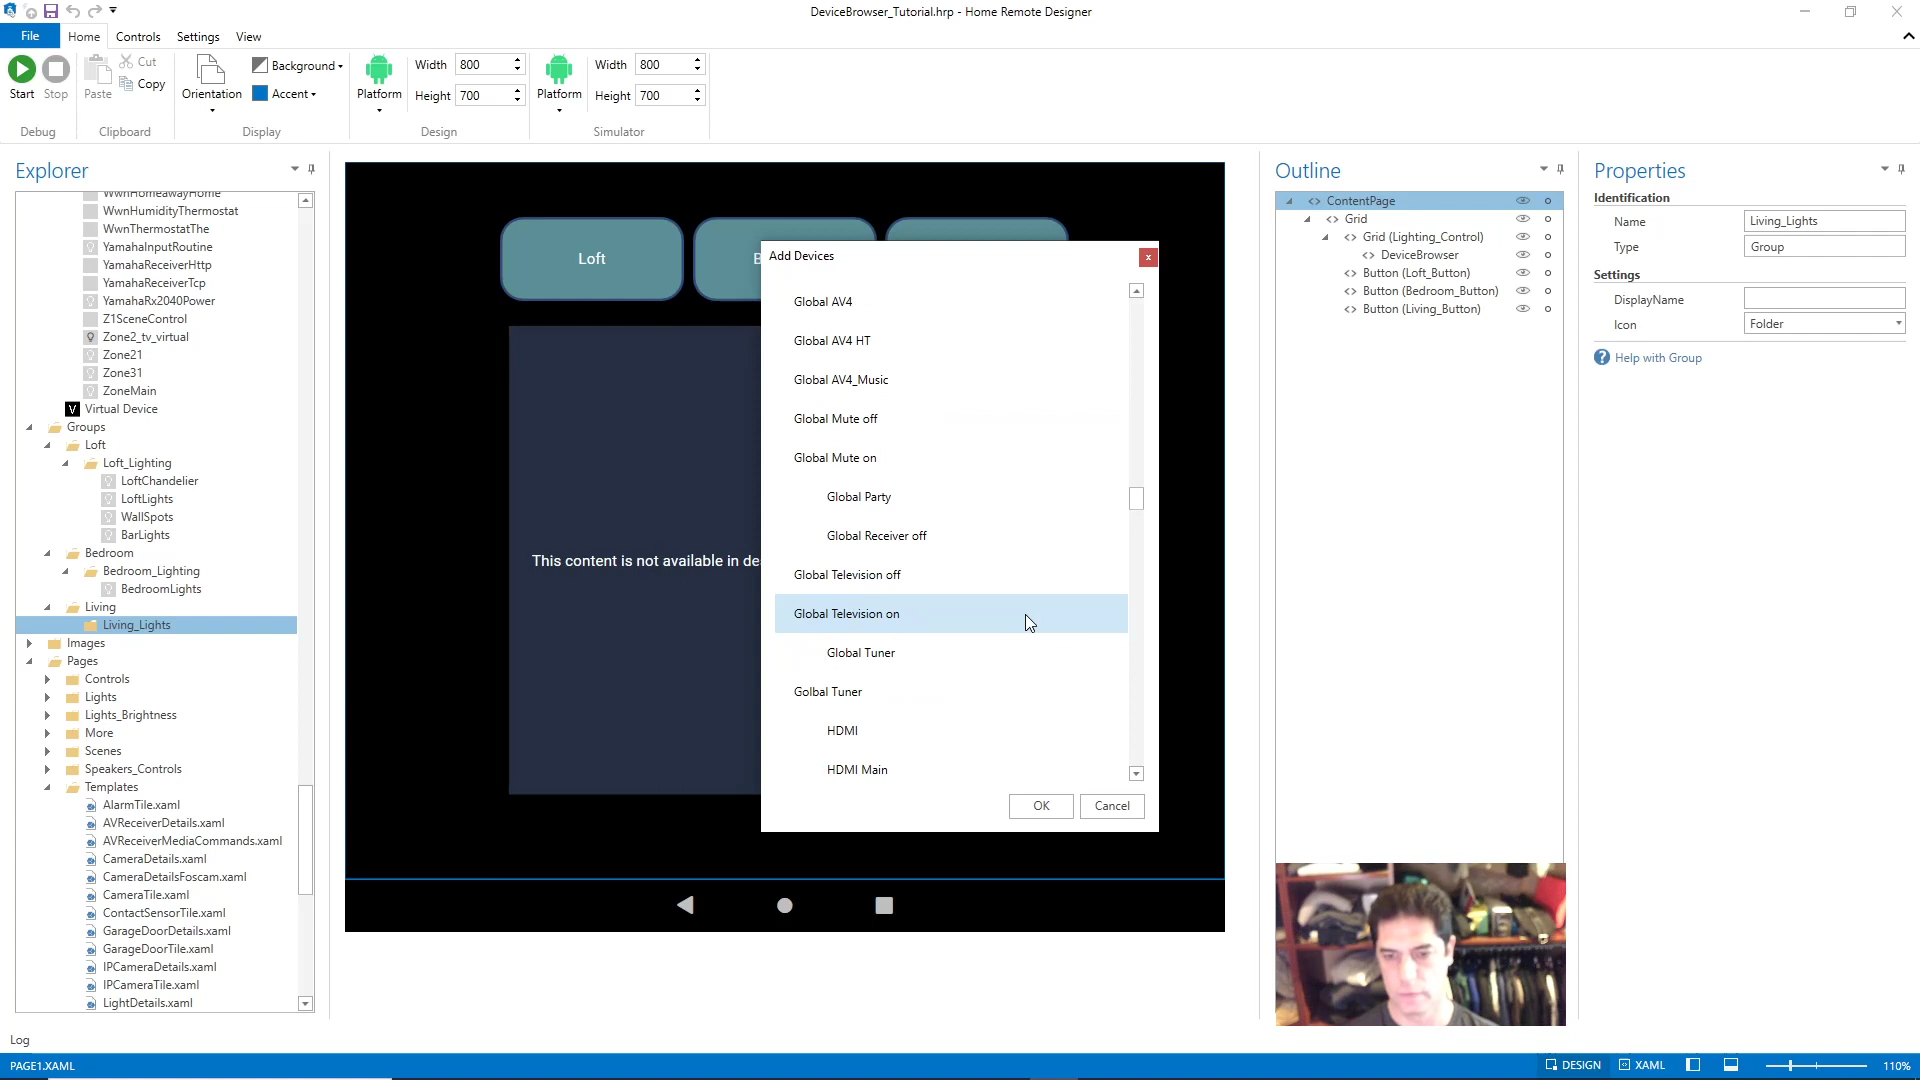 DeviceBrowser_Tutorial.hrp - Home Remote Designer
File Home Controls Settings View
Start Stop
Debug
Paste Cut Copy
Clipboard
Orientation Background Accent
Display
Platform Width 800
Height 700
Design
Platform Width 800
Height 700
Simulator
Explorer
WwnHomeawayHome
WwnHumidityThermostat
WwnThermostatThe
YamahaInputRoutine
YamahaReceiverHttp
YamahaReceiverTcp
YamahaRx2040Power
Z1SceneControl
Zone2_tv_virtual
Zone21
Zone31
ZoneMain
V Virtual Device
Groups
Loft
Loft_Lighting
LoftChandelier
LoftLights
WallSpots
BarLights
Bedroom
Bedroom_Lighting
BedroomLights
Living
Living_Lights
Images
Pages
Controls
Lights
Lights_Brightness
More
Scenes
Speakers_Controls
Templates
AlarmTile.xaml
AVReceiverDetails.xaml
AVReceiverMediaCommands.xaml
CameraDetails.xaml
CameraDetailsFoscam.xaml
CameraTile.xaml
ContactSensorTile.xaml
GarageDoorDetails.xaml
GarageDoorTile.xaml
IPCameraDetails.xaml
IPCameraTile.xaml
LightDetails.xaml
Loft
B
This content is not available in de
Add Devices
x
Global AV4
Global AV4 HT
Global AV4_Music
Global Mute off
Global Mute on
Global Party
Global Receiver off
Global Television off
Global Television on
Global Tuner
Golbal Tuner
HDMI
HDMI Main
OK Cancel
Outline
ContentPage
Grid
Grid (Lighting_Control)
DeviceBrowser
Button (Loft_Button)
Button (Bedroom_Button)
Button (Living_Button)
Properties
Identification
Name Living_Lights
Type Group
Settings
DisplayName
Icon Folder
? Help with Group
Log
PAGE1.XAML DESIGN XAML 110%